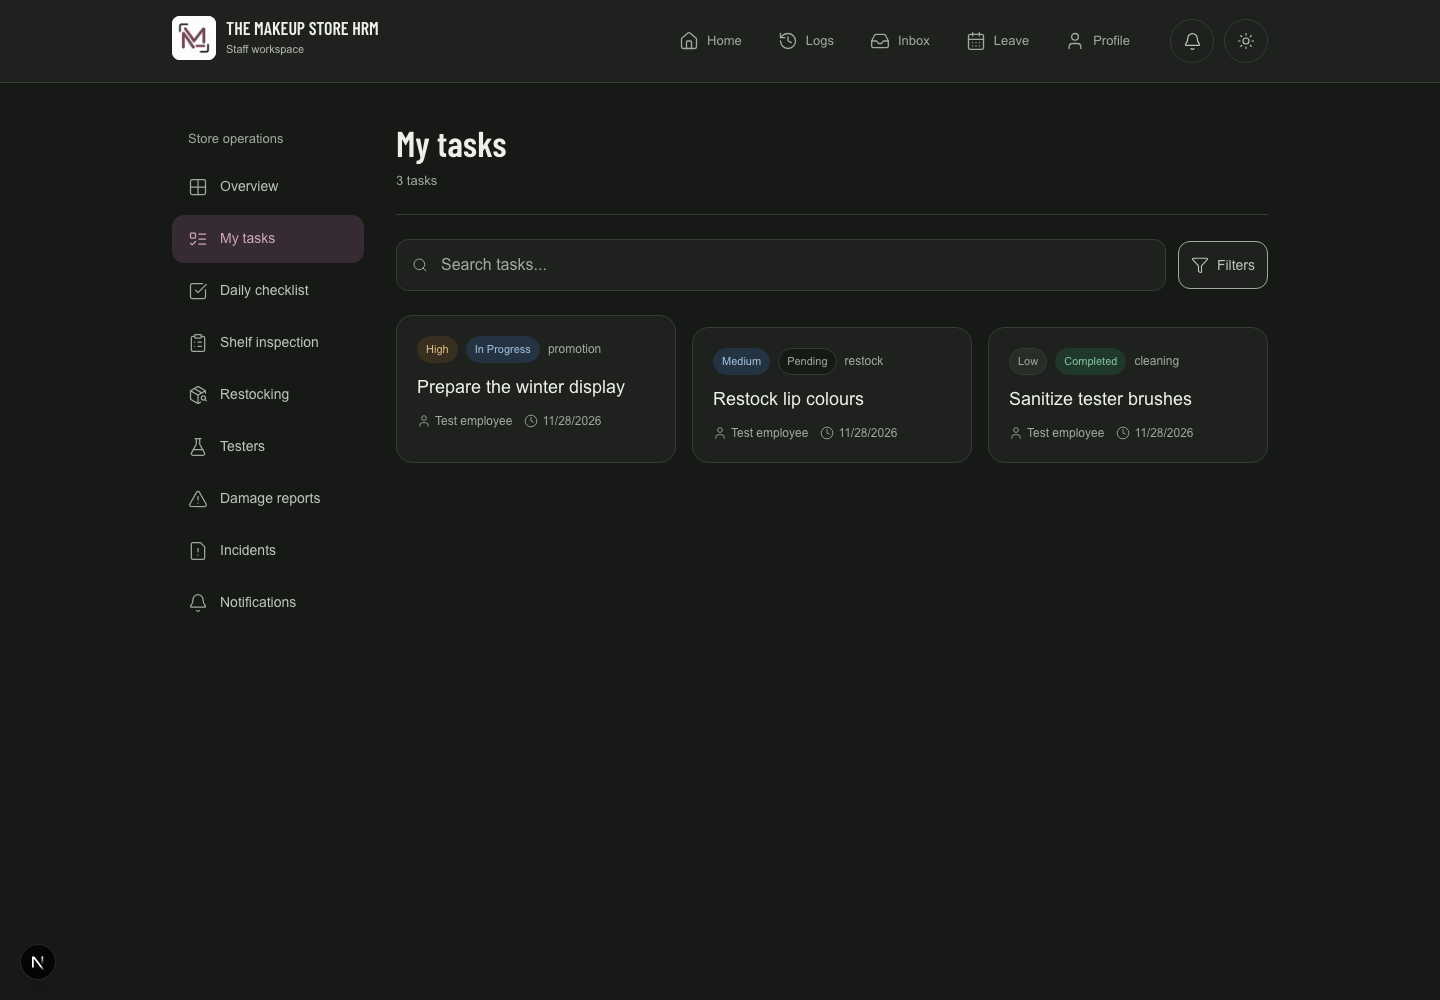 THE MAKEUP STORE HRM
Staff workspace
Home
Logs
Inbox
Leave
Profile
Store operations
Overview
My tasks
Daily checklist
Shelf inspection
Restocking
Testers
Damage reports
Incidents
Notifications
My tasks
3 tasks
Search tasks...
Filters
High In Progress promotion
Prepare the winter display
Test employee 11/28/2026
Medium Pending restock
Restock lip colours
Test employee 11/28/2026
Low Completed cleaning
Sanitize tester brushes
Test employee 11/28/2026
N